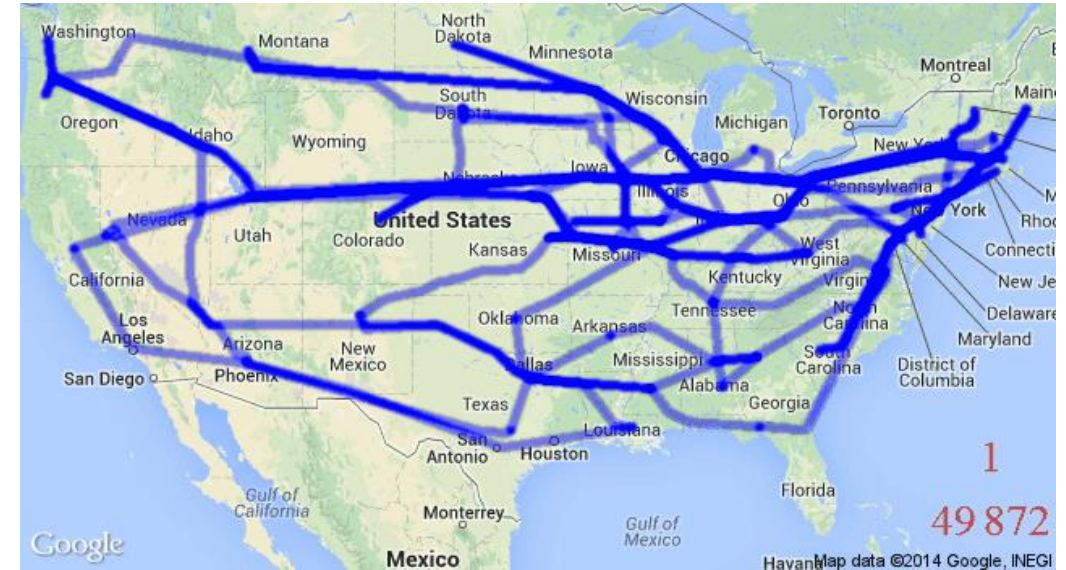 North
Dakota
Washington
Montana
Minnesota
Montreal
Maine
South
Dakota
Wisconsin
Toronto
Oregon
Idaho
Michigan
Wyoming
New York
Chicago
Iowa
Nebraska
Illinois
Ohio
Pennsylvania
Nevada
United States
New York
Utah
Colorado
Kansas
Missouri
West
Virginia
Connecti
California
Kentucky
Virgin
New Je
Los
Angeles
Oklahoma
Tennessee
North
Carolina
Delaware
Arkansas
Maryland
Arizona
New
Mexico
Dallas
Mississippi
South
Carolina
District of
Columbia
San Diego
Phoenix
Alabama
Texas
Georgia
Louisiana
San
Antonio
Houston
1
Florida
Gulf of
California
Monterrey
Gulf of
Mexico
49 872
Google
Mexico
Havana
Map data ©2014 Google, INEGI